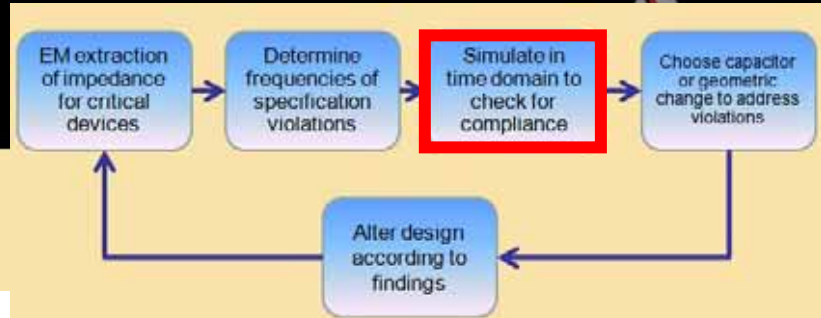 EM extraction
of impedance
for critical
devices
Determine
frequencies of
specification
violations
Simulate in
time domain to
check for
compliance
Choose capacitor
or geometric
change to address
violations
Alter design
according to
findings